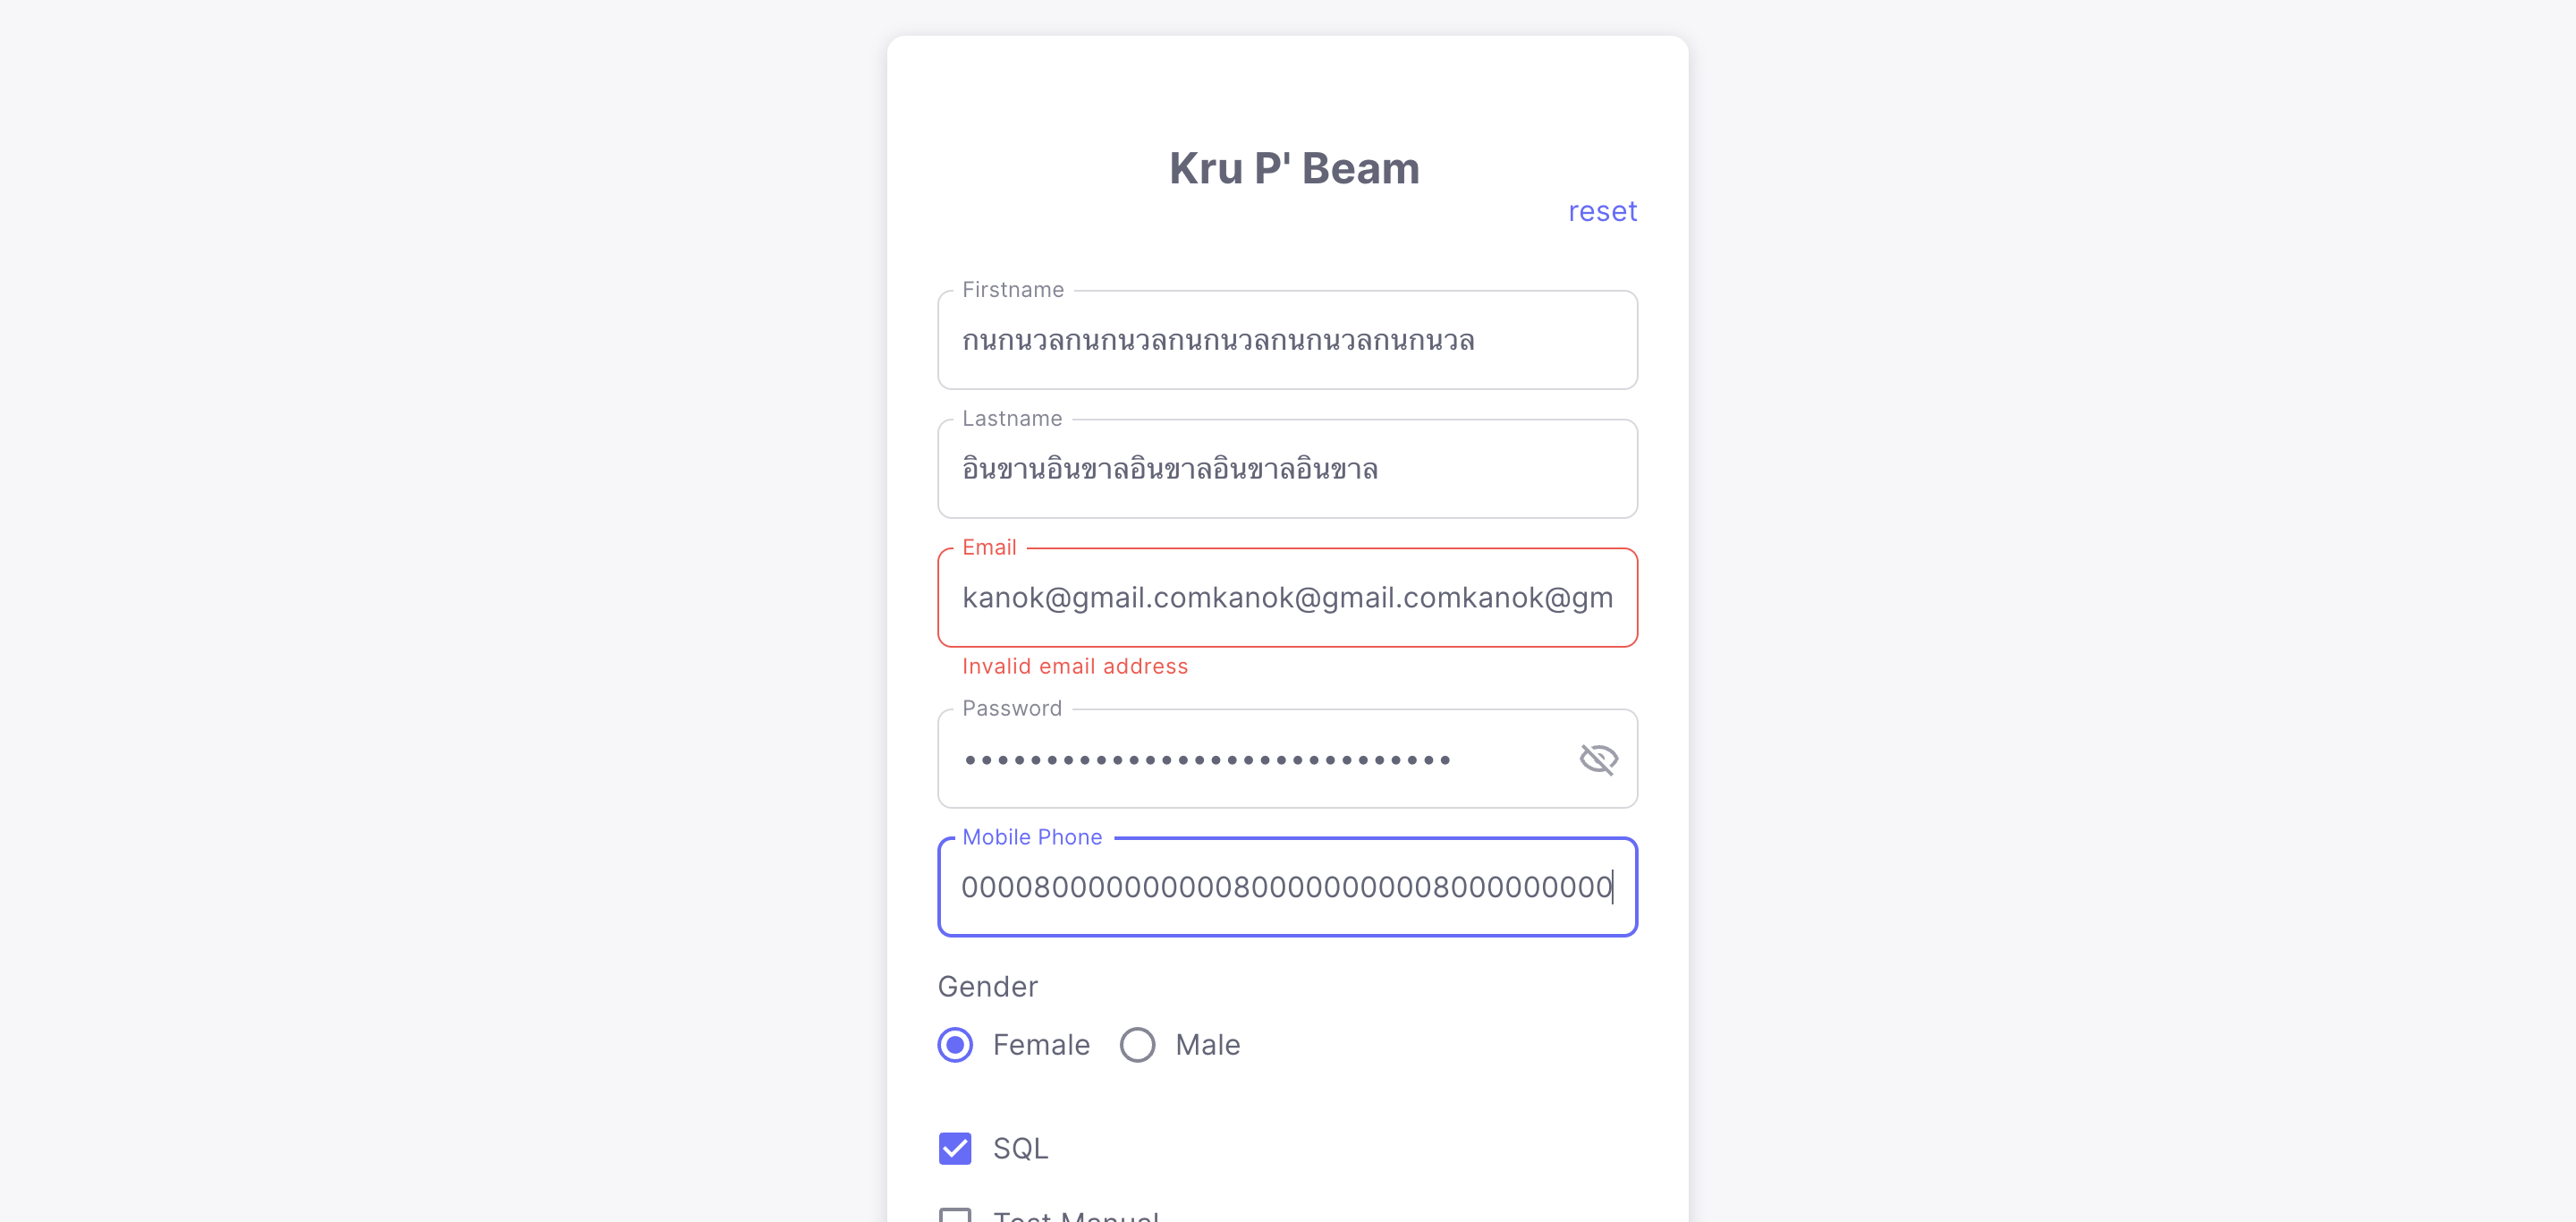 Kru P' Beam
reset
Firstname
กนกนวลกนกนวลกนกนวลกนกนวลกนกนวล
Lastname
อินขานอินขาลอินขาลอินขาลอินขาล
Email
kanok@gmail.comkanok@gmail.comkanok@gm
Invalid email address
Password
Mobile Phone
000080000000000800000000008000000000
Gender
Female Male
SQL
Test Manual